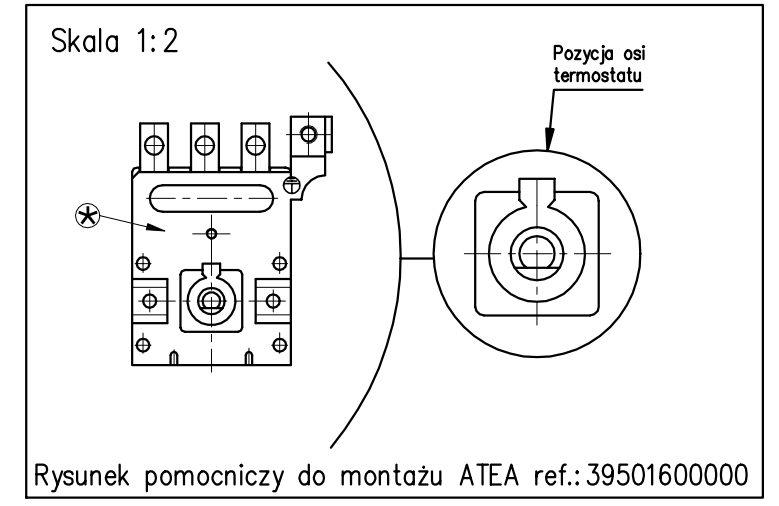 Skala 1:2
Pozycja osi
termostatu
Rysunek pomocniczy do montażu ATEA ref.: 39501600000